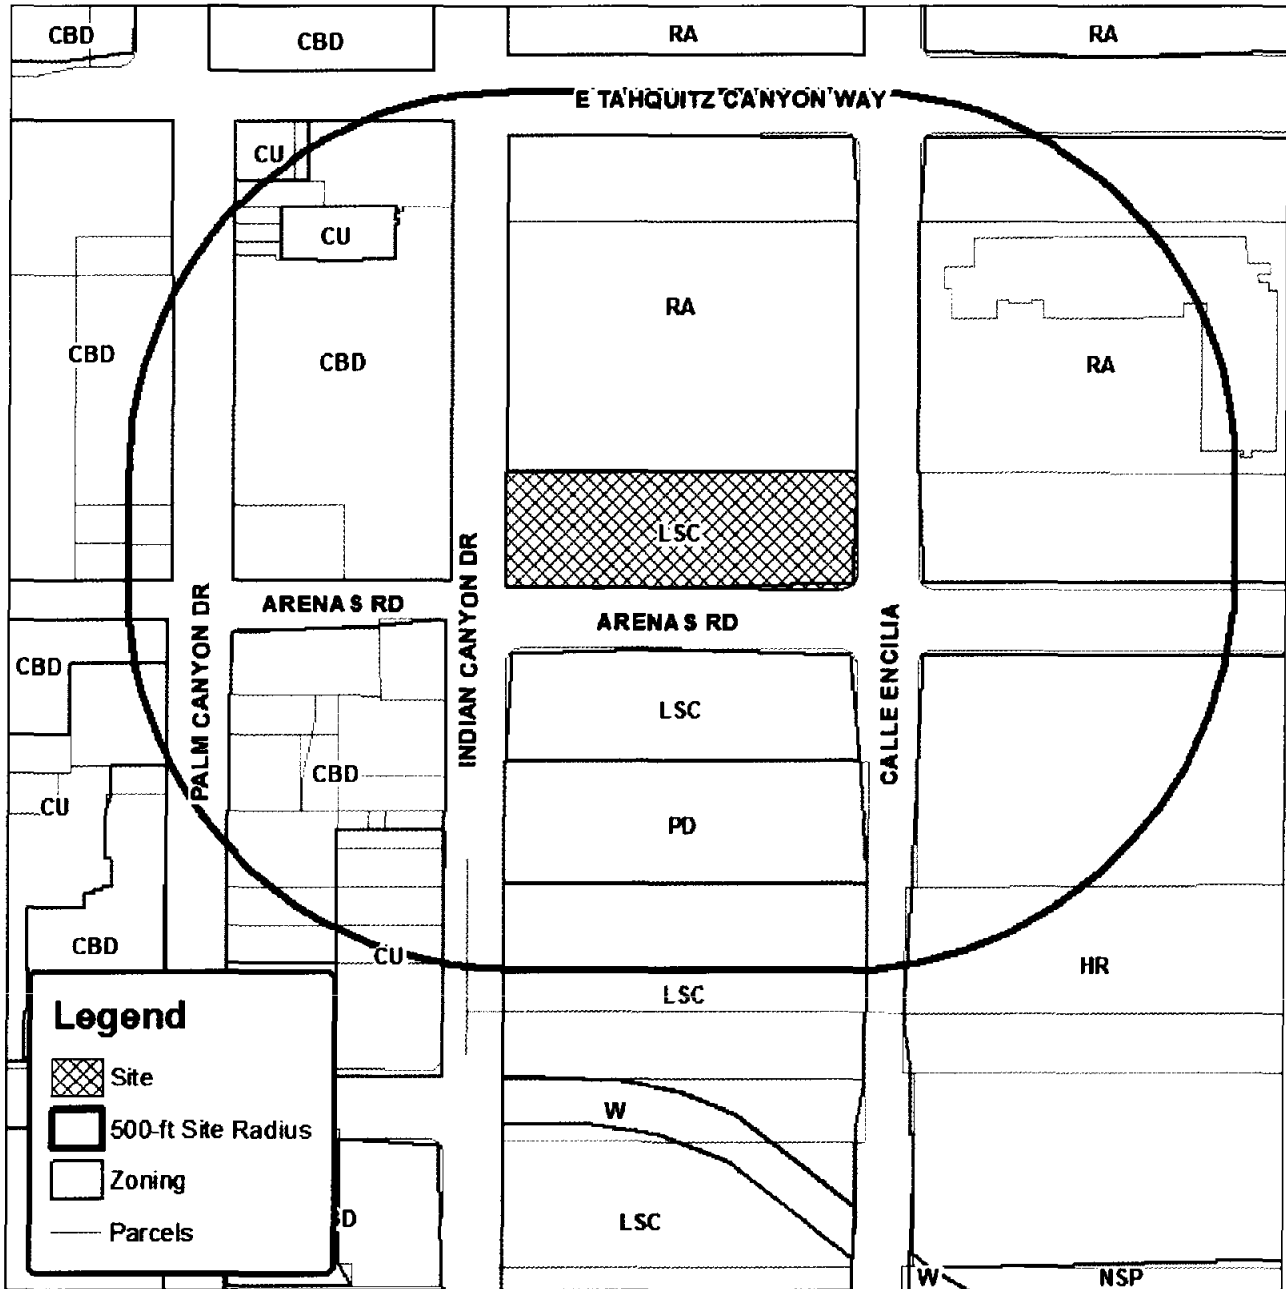 CBD
CBD
RA
RA
E TAHQUITZ CANYON WAY
CU
CU
RA
CBD
CBD
RA
LSC
INDIAN CANYON DR
PALM CANYON DR
ARENAS RD
ARENAS RD
CALLE ENCILIA
CBD
LSC
CBD
CU
PD
CBD
CU
HR
LSC
Legend
Site
500-ft Site Radius
Zoning
Parcels
W
BD
LSC
W
NSP